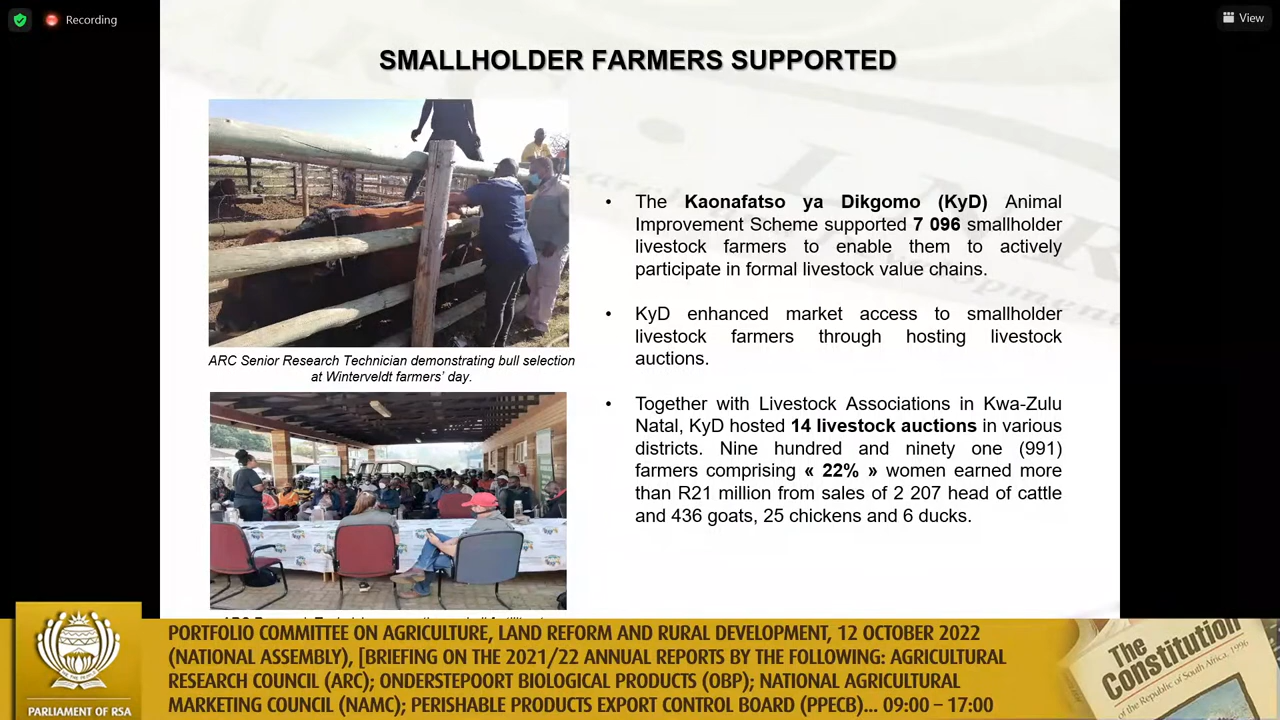 Recording
View
SMALLHOLDER FARMERS SUPPORTED
ARC Senior Research Technician demonstrating bull selection
at Winterveldt farmers' day.
• The Kaonafatso ya Dikgomo (KyD) Animal
Improvement Scheme supported 7 096 smallholder
livestock farmers to enable them to actively
participate in formal livestock value chains.
• KyD enhanced market access to smallholder
livestock farmers through hosting livestock
auctions.
• Together with Livestock Associations in Kwa-Zulu
Natal, KyD hosted 14 livestock auctions in various
districts. Nine hundred and ninety one (991)
farmers comprising « 22% » women earned more
than R21 million from sales of 2 207 head of cattle
and 436 goats, 25 chickens and 6 ducks.
PARLIAMENT OF RSA
PORTFOLIO COMMITTEE ON AGRICULTURE, LAND REFORM AND RURAL DEVELOPMENT, 12 OCTOBER 2022
(NATIONAL ASSEMBLY), [BRIEFING ON THE 2021/22 ANNUAL REPORTS BY THE FOLLOWING: AGRICULTURAL
RESEARCH COUNCIL (ARC); ONDERSTEPOORT BIOLOGICAL PRODUCTS (OBP); NATIONAL AGRICULTURAL
MARKETING COUNCIL (NAMC); PERISHABLE PRODUCTS EXPORT CONTROL BOARD (PPECB)... 09:00 – 17:00
The
Constitution
of the Republic of South Africa, 1996